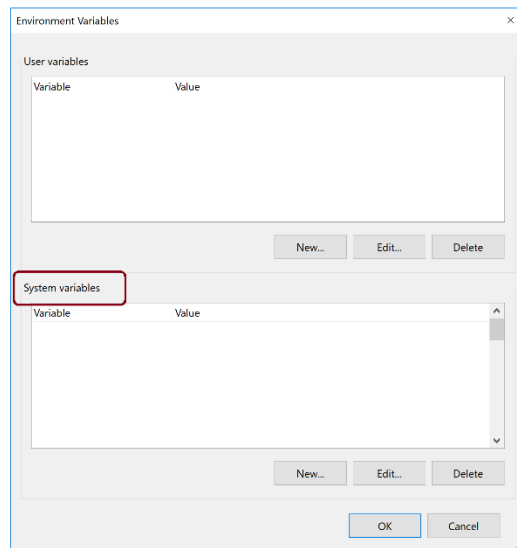 Environment Variables
User variables
Variable Value
New... Edit... Delete
System variables
Variable Value
New... Edit... Delete
OK Cancel